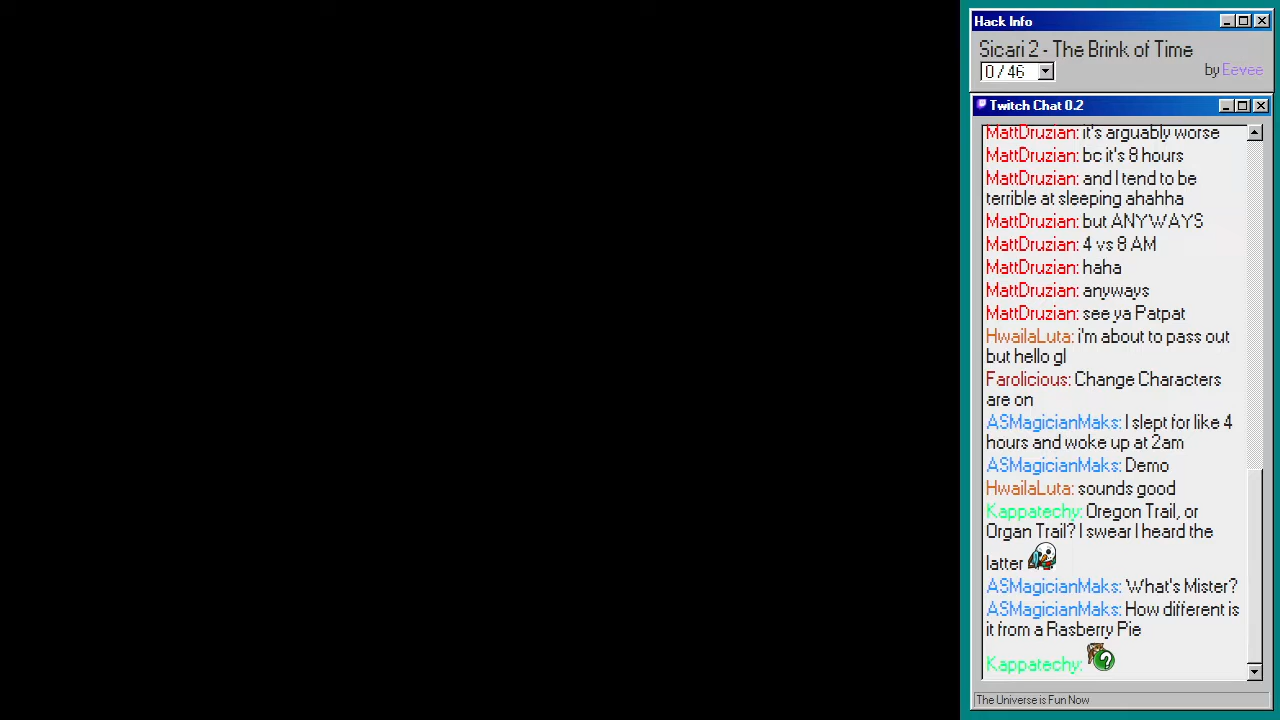 Hack Info
Sicari 2 - The Brink of Time
0 / 46
by Eevee
Twitch Chat 0.2
MattDruzian: it's arguably worse
MattDruzian: bc it's 8 hours
MattDruzian: and I tend to be
terrible at sleeping ahahha
MattDruzian: but ANYWAYS
MattDruzian: 4 vs 8 AM
MattDruzian: haha
MattDruzian: anyways
MattDruzian: see ya Patpat
HwailaLuta: i'm about to pass out
but hello gl
Farolicious: Change Characters
are on
ASMagicianMaks: I slept for like 4
hours and woke up at 2am
ASMagicianMaks: Demo
HwailaLuta: sounds good
Kappatechy: Oregon Trail, or
Organ Trail? I swear I heard the
latter
ASMagicianMaks: What's Mister?
ASMagicianMaks: How different is
it from a Rasberry Pie
Kappatechy: ?
The Universe is Fun Now